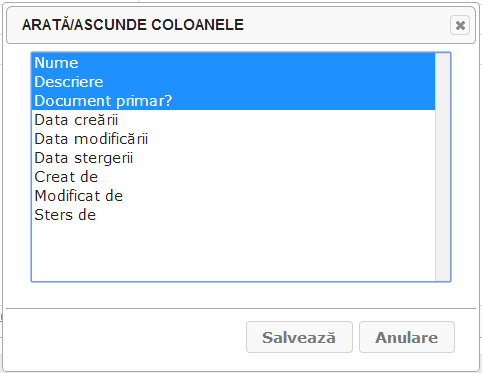 ARATĂ/ASCUNDE COLOANELE
Nume
Descriere
Document primar?
Data creării
Data modificării
Data stergerii
Creat de
Modificat de
Sters de
Salvează
Anulare